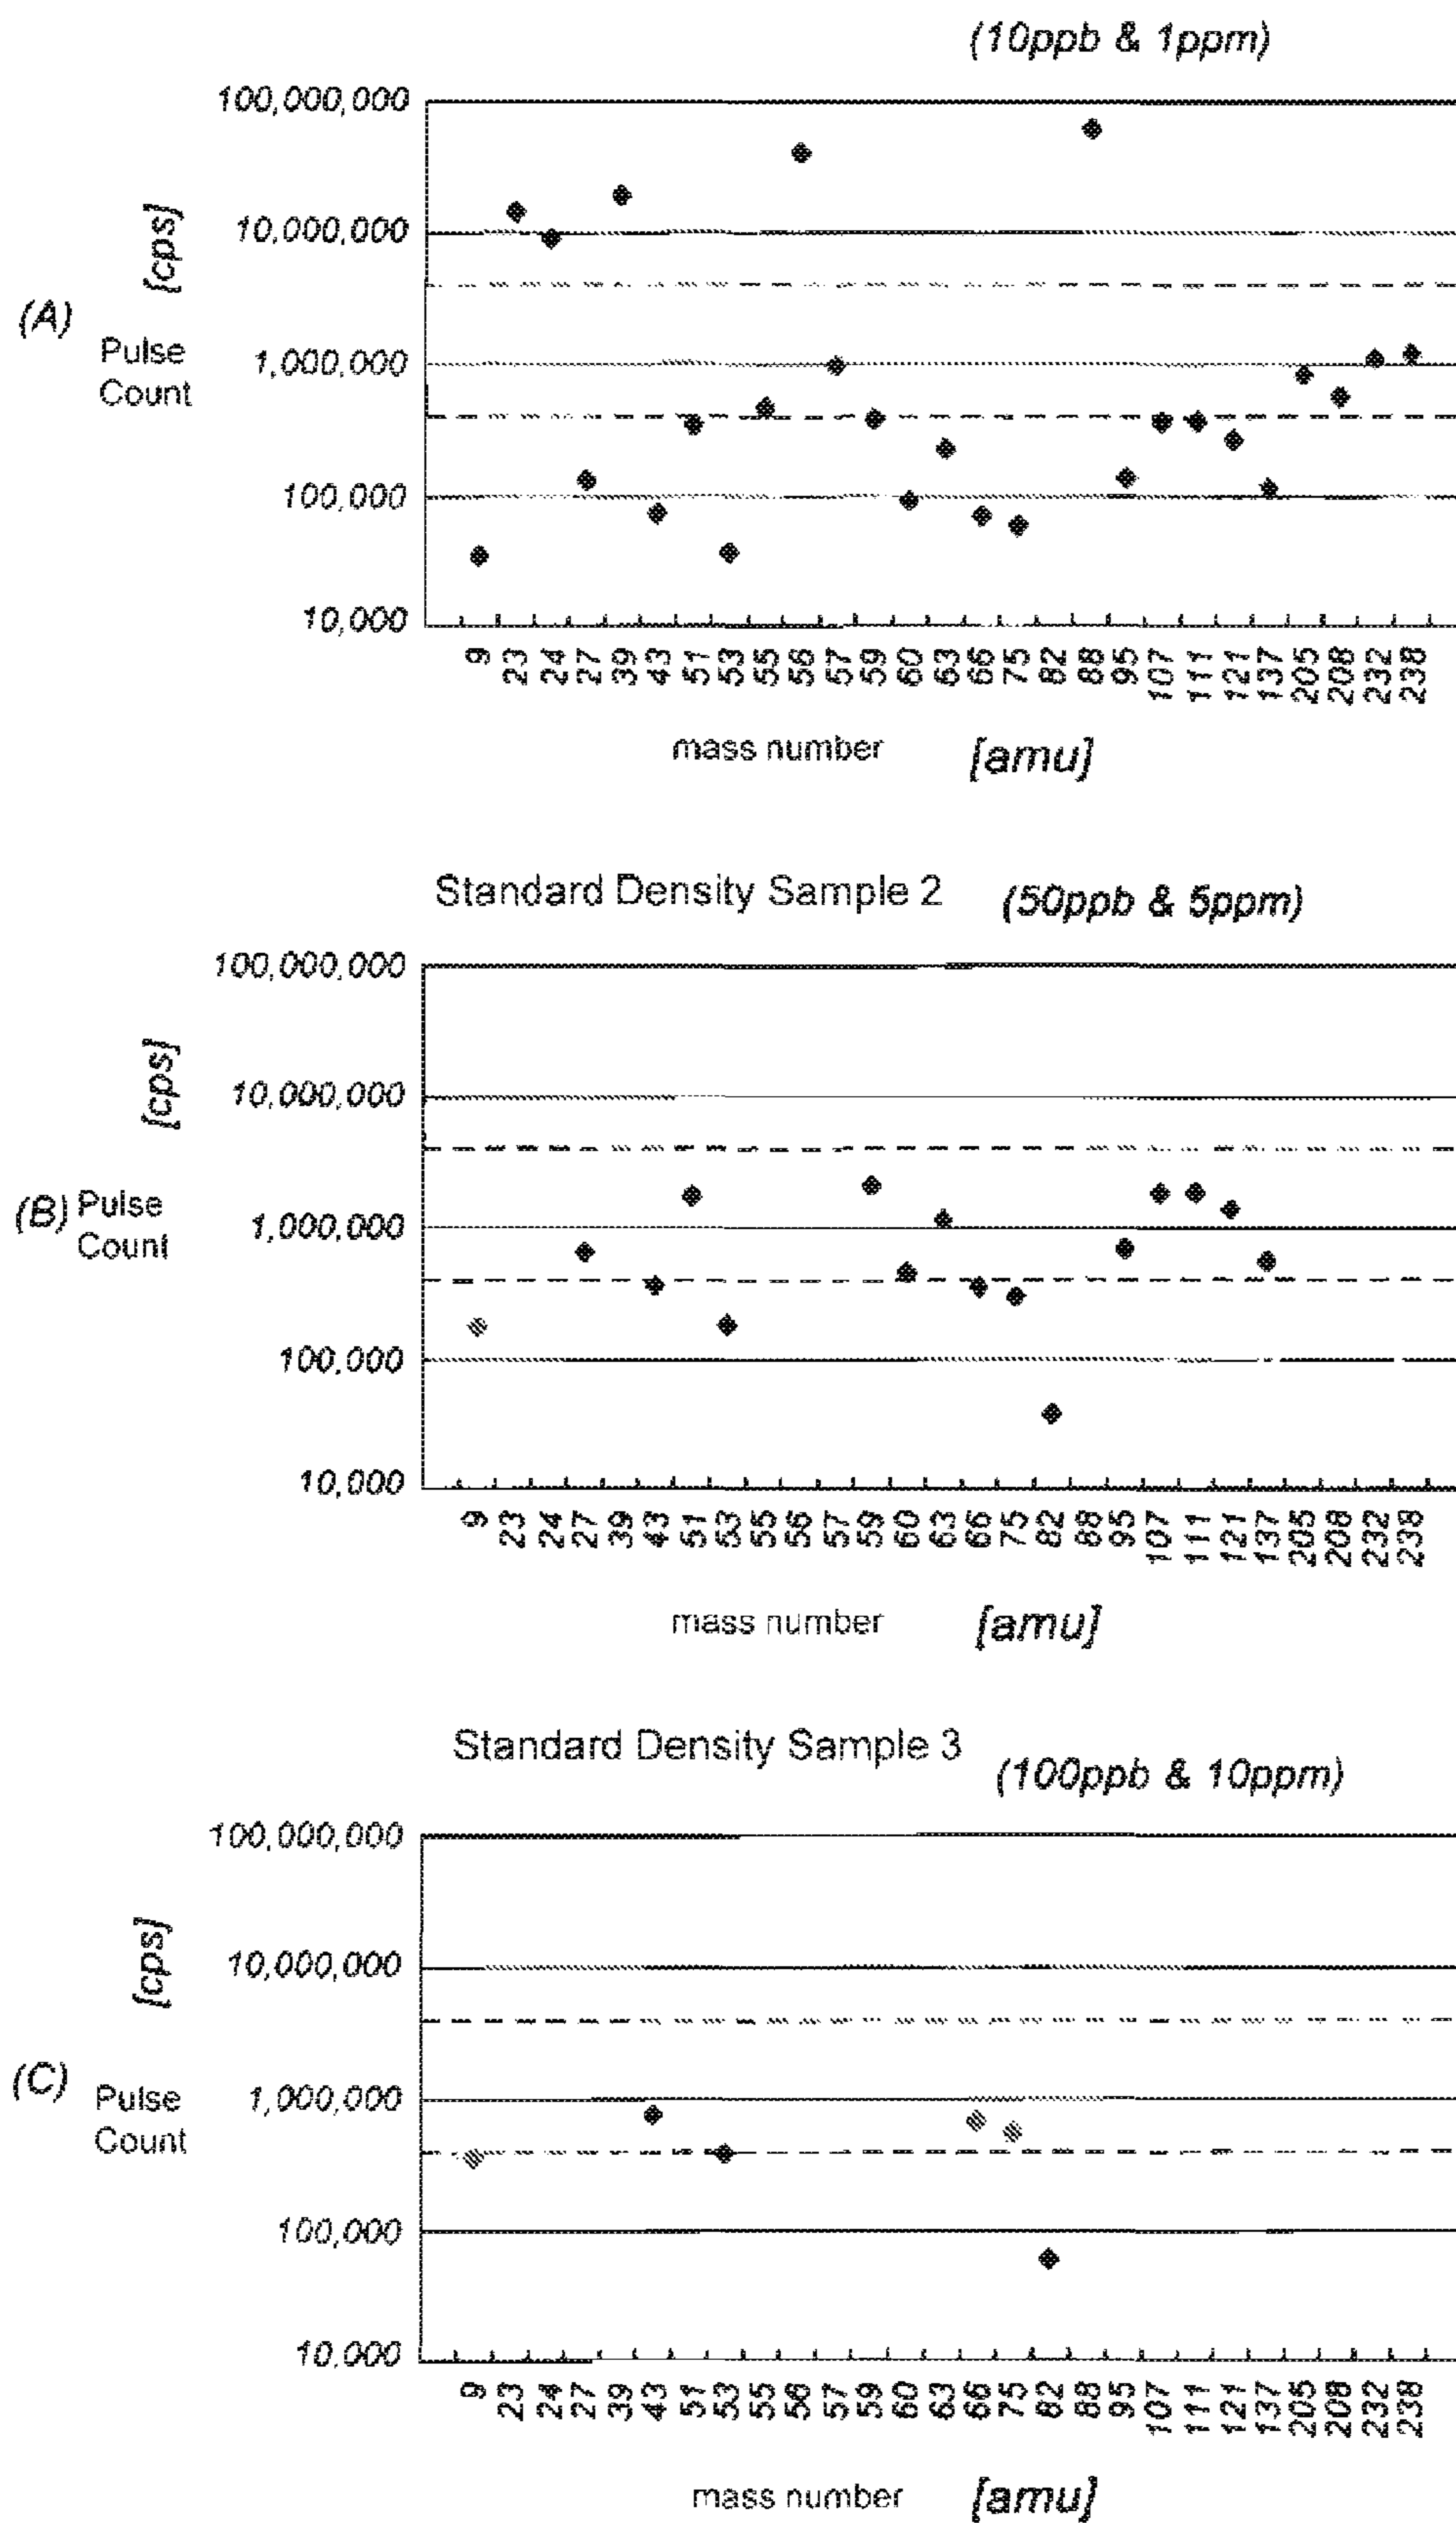 (10ppb & 1ppm)
(A)
Pulse
Count
[cps]
100,000,000
10,000,000
1,000,000
100,000
10,000
9 23 24 27 39 43 51 53 55 56 57 59 60 63 66 75 82 88 95 107 111 121 137 205 208 232 238
mass number [amu]
Standard Density Sample 2 (50ppb & 5ppm)
(B)
Pulse
Count
[cps]
100,000,000
10,000,000
1,000,000
100,000
10,000
9 23 24 27 39 43 51 53 55 56 57 59 60 63 66 75 82 88 95 107 111 121 137 205 208 232 238
mass number [amu]
Standard Density Sample 3 (100ppb & 10ppm)
(C)
Pulse
Count
[cps]
100,000,000
10,000,000
1,000,000
100,000
10,000
9 23 24 27 39 43 51 53 55 56 57 59 60 63 66 75 82 88 95 107 111 121 137 205 208 232 238
mass number [amu]